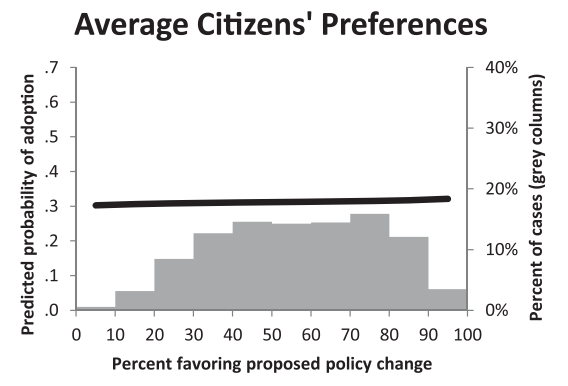 Average Citizens' Preferences
Predicted probability of adoption
.7
.6
.5
.4
.3
.2
.1
.0
40%
30%
20%
10%
0%
Percent of cases (grey columns)
0 10 20 30 40 50 60 70 80 90 100
Percent favoring proposed policy change